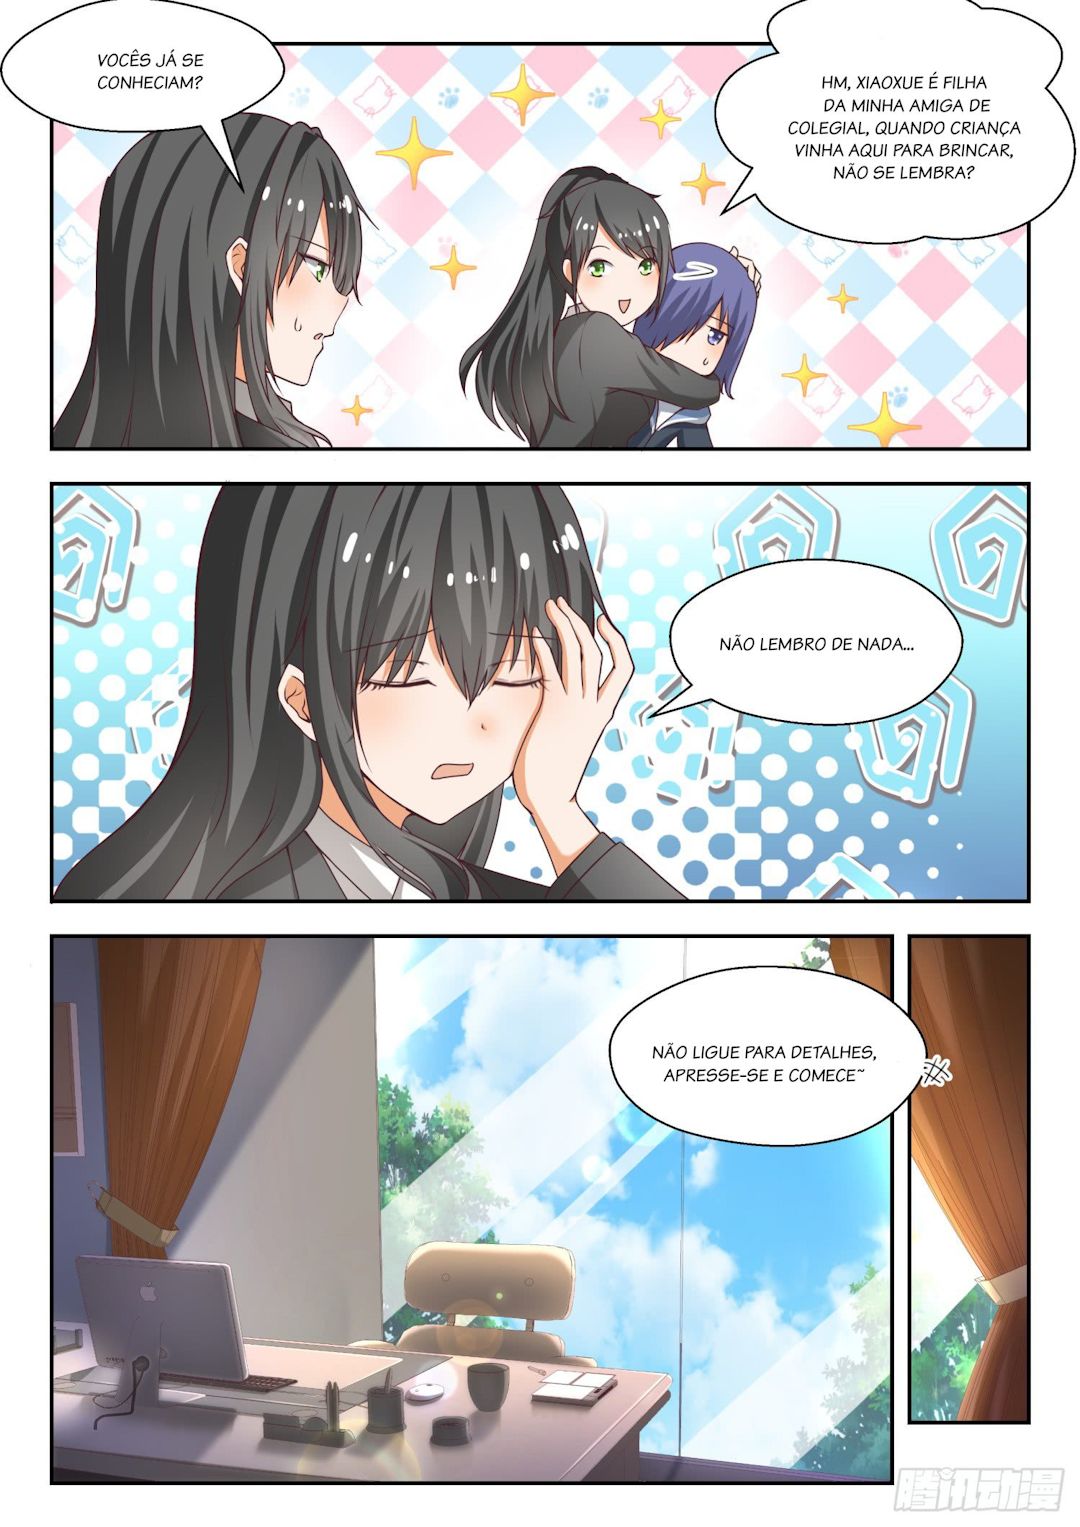 VOCÊS JÁ SE
CONHECIAM?
HM, XIAOXUE É FILHA
DA MINHA AMIGA DE
COLEGIAL, QUANDO CRIANÇA
VINHA AQUI PARA BRINCAR,
NÃO SE LEMBRA?
NÃO LEMBRO DE NADA...
NÃO LIGUE PARA DETALHES,
APRESSE-SE E COMECE~
腾讯动漫